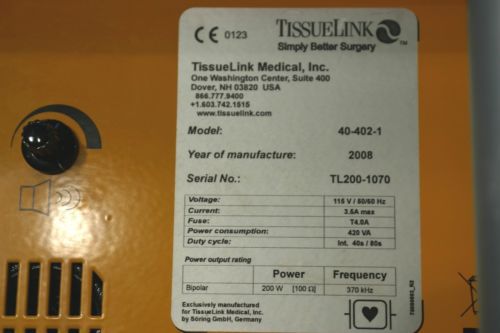 CE 0123
TISSUELINK ™
Simply Better Surgery
TissueLink Medical, Inc.
One Washington Center, Suite 400
Dover, NH 03820 USA
866.777.9400
+1.603.742.1515
www.tissuelink.com
Model: 40-402-1
Year of manufacture: 2008
Serial No.: TL200-1070
Voltage: 115 V / 50/60 Hz
Current: 3.5A max
Fuse: T4.0A
Power consumption: 420 VA
Duty cycle: Int. 40s / 80s
Power output rating
Power Frequency
Bipolar 200 W [100 Ω] 370 kHz
Exclusively manufactured
for TissueLink Medical, Inc.
by Söring GmbH, Germany